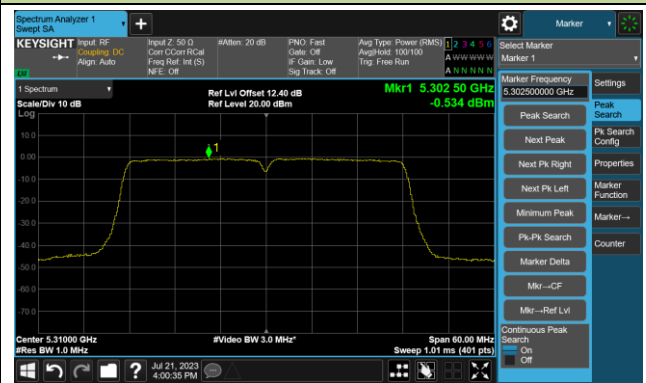 Spectrum Analyzer 1
Swept SA
Marker
KEYSIGHT
Input: RF
Coupling: DC
Align: Auto
Input Z: 50 Ω
Corr CCorr RCal
Freq Ref: Int (S)
NFE: Off
#Atten: 20 dB
PNO: Fast
Gate: Off
IF Gain: Low
Sig Track: Off
Avg Type: Power (RMS)
Avg|Hold: 100/100
Trig: Free Run
1 2 3 4 5 6
A W W W W W
A N N N N N
Select Marker
Marker 1
1 Spectrum
Scale/Div 10 dB
Log
Ref Lvl Offset 12.40 dB
Ref Level 20.00 dBm
Mkr1 5.302 50 GHz
-0.534 dBm
10.0
0.00
-10.0
-20.0
-30.0
-40.0
-50.0
-60.0
-70.0
1
Center 5.31000 GHz
#Res BW 1.0 MHz
#Video BW 3.0 MHz*
Span 60.00 MHz
Sweep 1.01 ms (401 pts)
Marker Frequency
5.302500000 GHz
Peak Search
Next Peak
Next Pk Right
Next Pk Left
Minimum Peak
Pk-Pk Search
Marker Delta
Mkr→CF
Mkr→Ref Lvl
Continuous Peak
Search
On
Off
Settings
Peak
Search
Pk Search
Config
Properties
Marker
Function
Marker→
Counter
?
Jul 21, 2023
4:00:35 PM